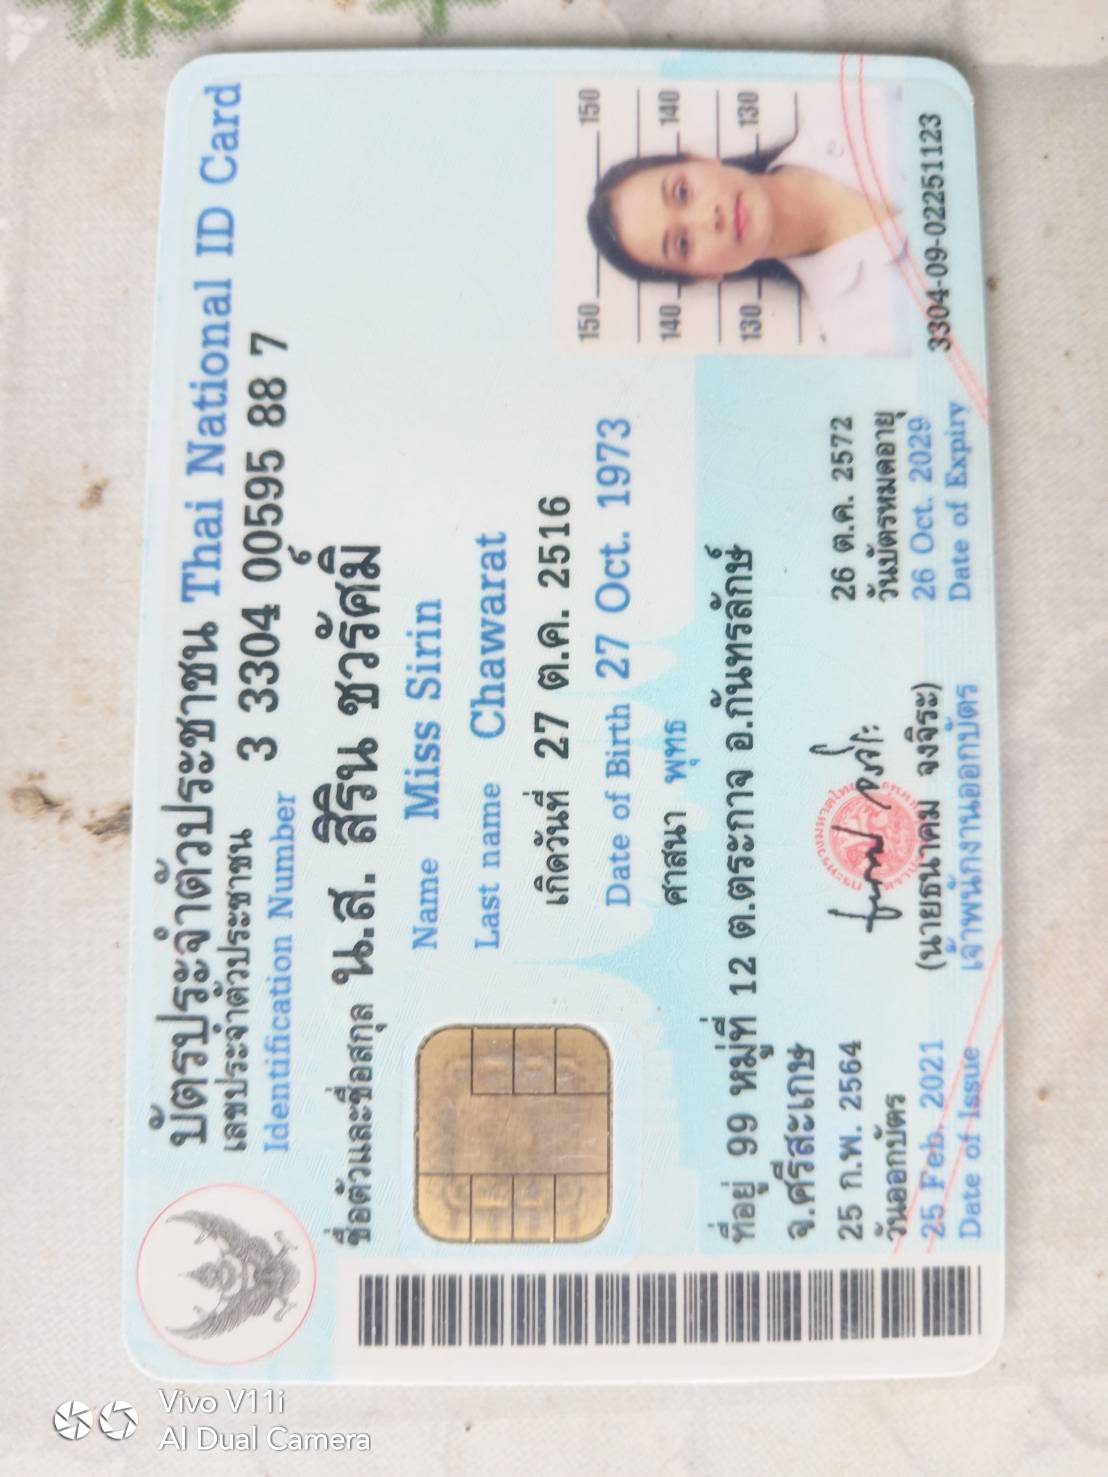 บัตรประจำตัวประชาชน Thai National ID Card
เลขประจำตัวประชาชน 3 3304 00595 88 7
Identification Number
ชื่อตัวและชื่อสกุล น.ส. สิริน ชวรัศมิ์
Name Miss Sirin
Last name Chawarat
เกิดวันที่ 27 ต.ค. 2516
Date of Birth 27 Oct. 1973
ศาสนา พุทธ
ที่อยู่ 99 หมู่ที่ 12 ต.ตระกาจ อ.กันทรลักษ์
จ.ศรีสะเกษ
25 ก.พ. 2564
วันออกบัตร
25 Feb. 2021
Date of Issue
(นายธนาคม จงจิระ)
เจ้าพนักงานออกบัตร
26 ต.ค. 2572
วันบัตรหมดอายุ
26 Oct. 2029
Date of Expiry
150 150
140 140
130 130
3304-09-02251123
Vivo V11i
AI Dual Camera